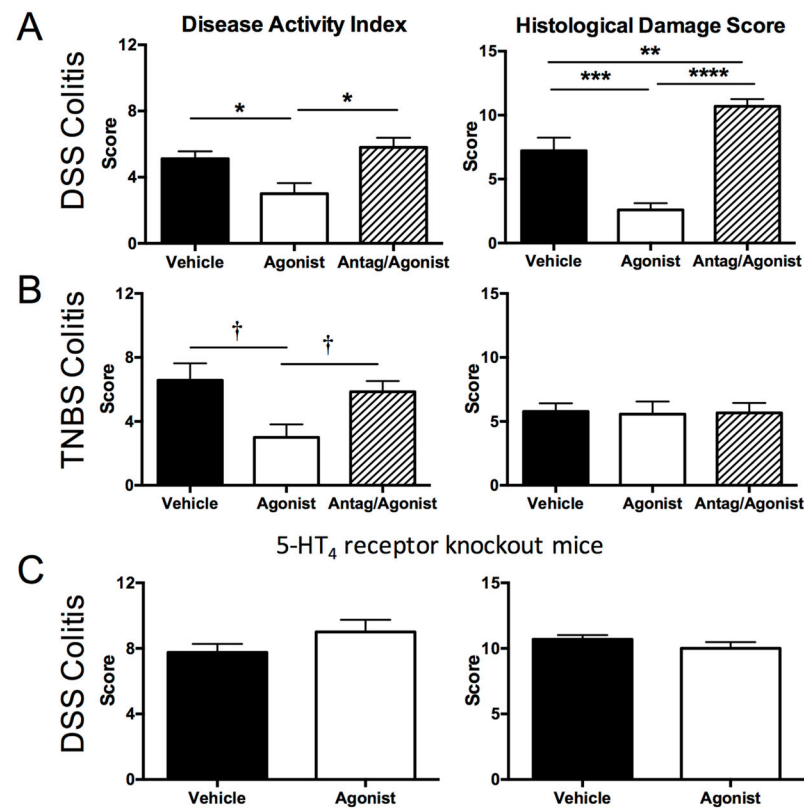 A
DSS Colitis
Disease Activity Index
Score
12
8
4
0
*
*
Vehicle Agonist Antag/Agonist
Histological Damage Score
Score
15
10
5
0
**
*** ****
Vehicle Agonist Antag/Agonist
B
TNBS Colitis
Score
12
8
4
0
†
†
Vehicle Agonist Antag/Agonist
Score
15
10
5
0
Vehicle Agonist Antag/Agonist
5-HT4 receptor knockout mice
C
DSS Colitis
Score
12
8
4
0
Vehicle Agonist
Score
15
10
5
0
Vehicle Agonist